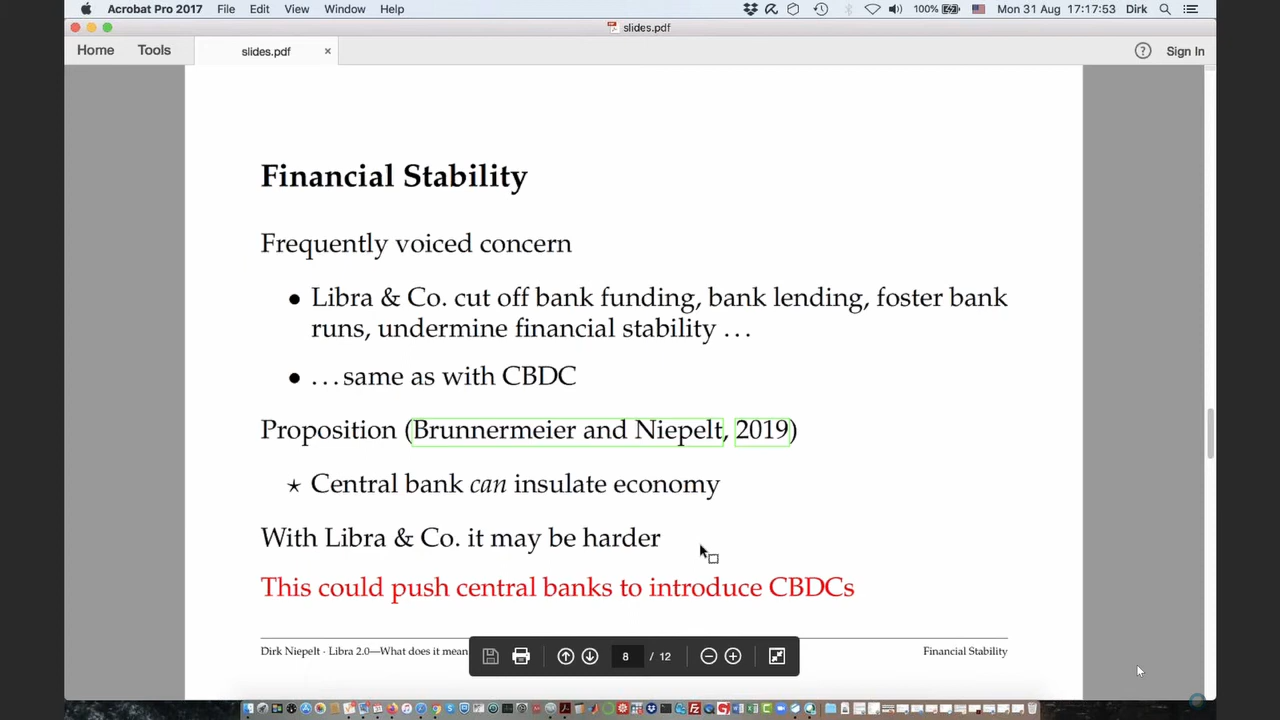 Acrobat Pro 2017 File Edit View Window Help 100% Mon 31 Aug 17:17:53 Dirk
slides.pdf
Home Tools slides.pdf × ? Sign In
Financial Stability
Frequently voiced concern
• Libra & Co. cut off bank funding, bank lending, foster bank
runs, undermine financial stability . . .
• . . . same as with CBDC
Proposition (Brunnermeier and Niepelt, 2019)
⋆ Central bank can insulate economy
With Libra & Co. it may be harder
This could push central banks to introduce CBDCs
Dirk Niepelt · Libra 2.0—What does it mean
8 / 12
Financial Stability